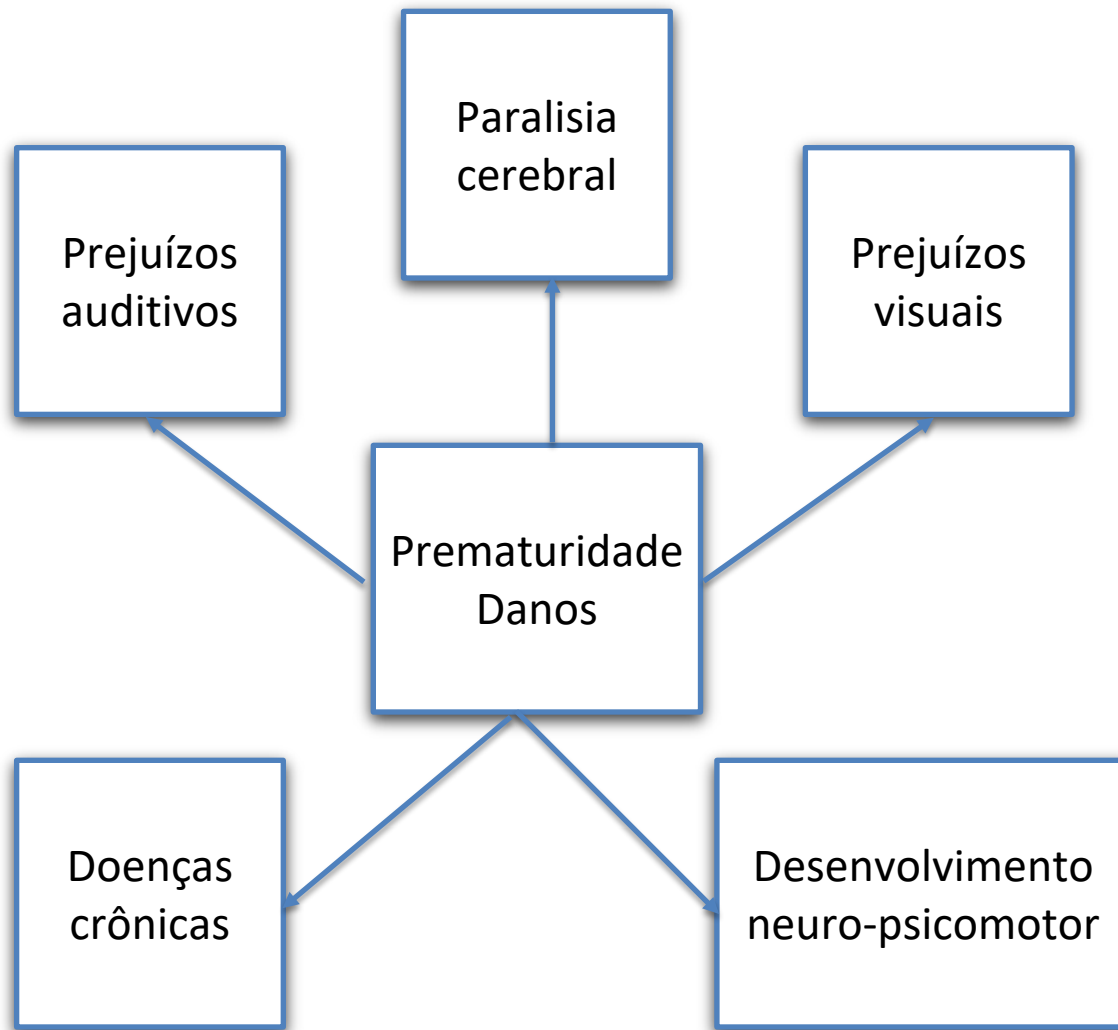 Paralisia
cerebral
Prejuízos
auditivos
Prejuízos
visuais
Prematuridade
Danos
Doenças
crônicas
Desenvolvimento
neuro-psicomotor